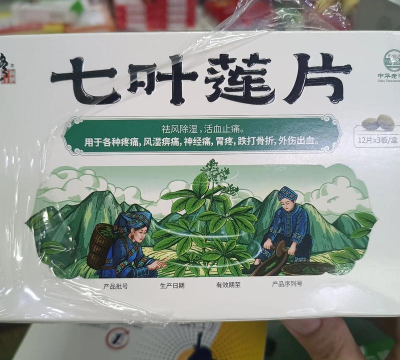 七叶莲片
祛风除湿,活血止痛。
用于各种疼痛,风湿痹痛,神经痛,胃疼,跌打骨折,外伤出血。
12片x3板/盒
产品批号 生产日期 有效期至 产品序列号